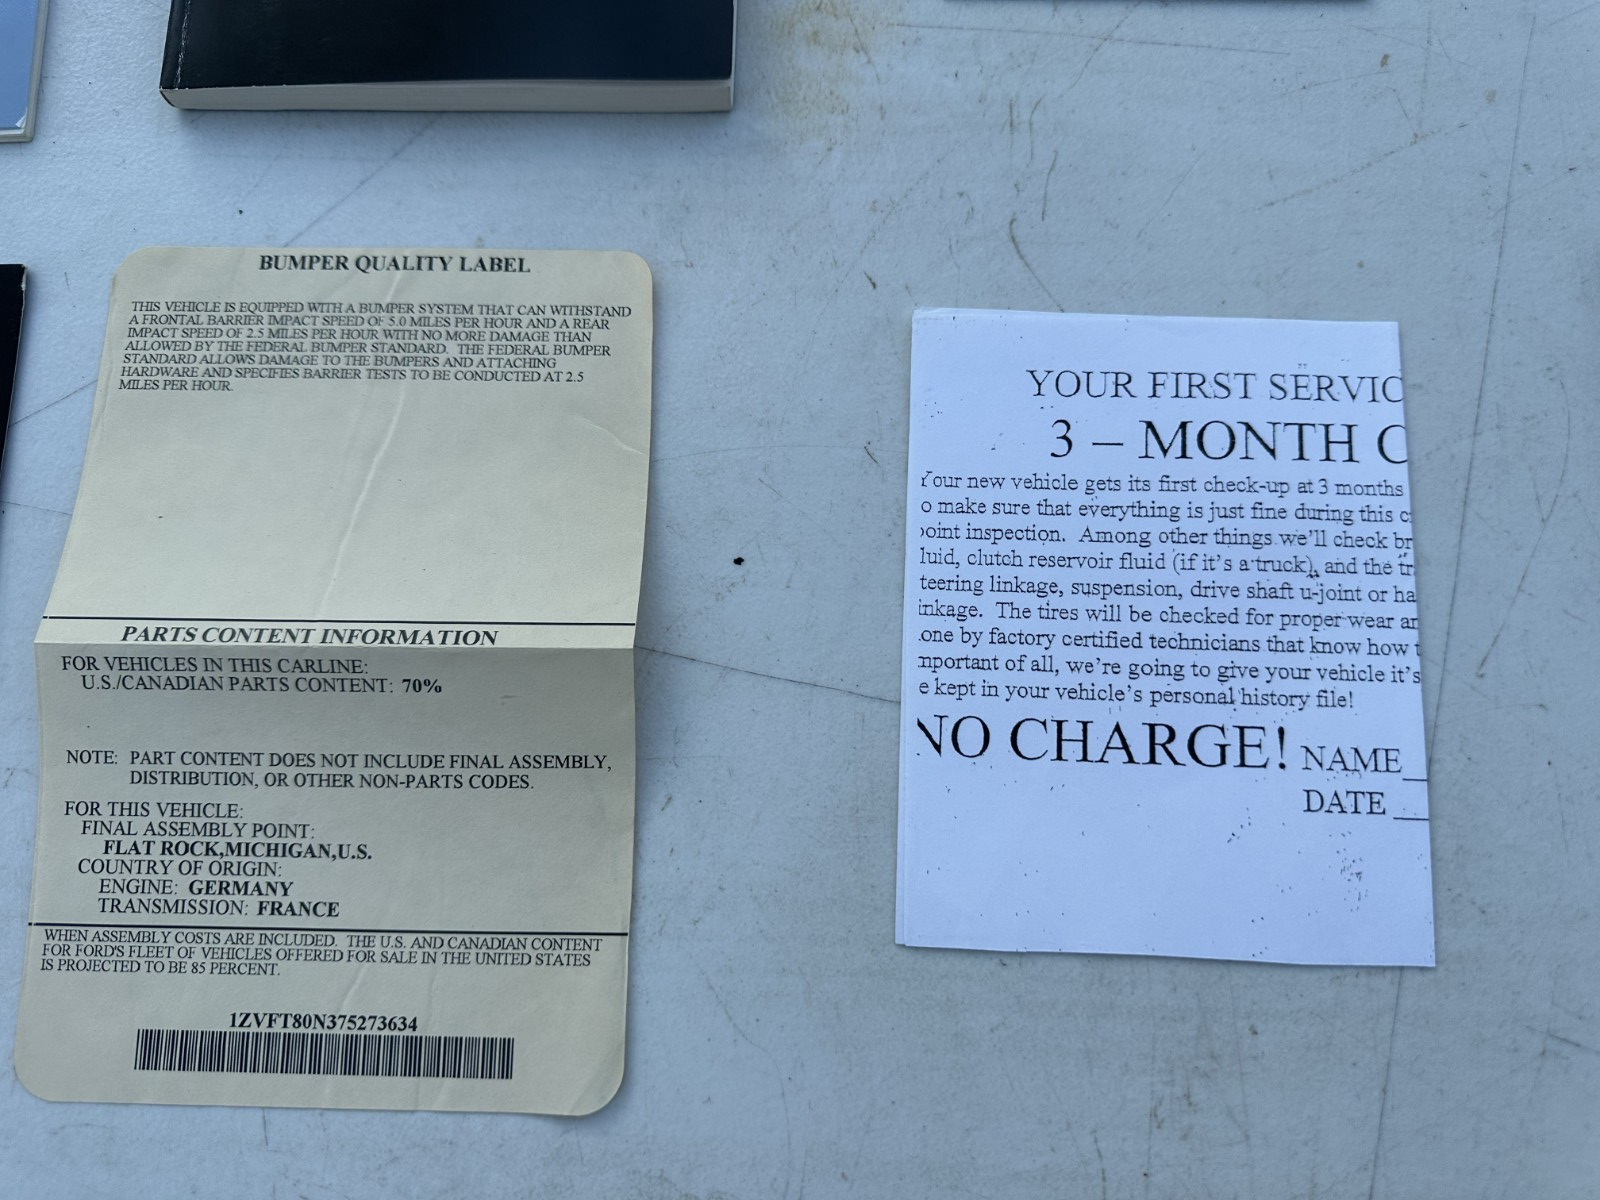 BUMPER QUALITY LABEL
THIS VEHICLE IS EQUIPPED WITH A BUMPER SYSTEM THAT CAN WITHSTAND
A FRONTAL BARRIER IMPACT SPEED OF 5.0 MILES PER HOUR AND A REAR
IMPACT SPEED OF 2.5 MILES PER HOUR WITH NO MORE DAMAGE THAN
ALLOWED BY THE FEDERAL BUMPER STANDARD. THE FEDERAL BUMPER
STANDARD ALLOWS DAMAGE TO THE BUMPERS AND ATTACHING
HARDWARE AND SPECIFIES BARRIER TESTS TO BE CONDUCTED AT 2.5
MILES PER HOUR.
PARTS CONTENT INFORMATION
FOR VEHICLES IN THIS CARLINE:
U.S./CANADIAN PARTS CONTENT: 70%
NOTE: PART CONTENT DOES NOT INCLUDE FINAL ASSEMBLY,
DISTRIBUTION, OR OTHER NON-PARTS CODES.
FOR THIS VEHICLE:
FINAL ASSEMBLY POINT:
FLAT ROCK,MICHIGAN,U.S.
COUNTRY OF ORIGIN:
ENGINE: GERMANY
TRANSMISSION: FRANCE
WHEN ASSEMBLY COSTS ARE INCLUDED. THE U.S. AND CANADIAN CONTENT
FOR FORD'S FLEET OF VEHICLES OFFERED FOR SALE IN THE UNITED STATES
IS PROJECTED TO BE 85 PERCENT.
1ZVFT80N375273634
YOUR FIRST SERVIC
3 – MONTH C
Your new vehicle gets its first check-up at 3 months
o make sure that everything is just fine during this c
oint inspection. Among other things we'll check br
luid, clutch reservoir fluid (if it's a truck), and the tr
teering linkage, suspension, drive shaft u-joint or ha
inkage. The tires will be checked for proper wear an
one by factory certified technicians that know how t
mportant of all, we're going to give your vehicle it's
e kept in your vehicle's personal history file!
NO CHARGE! NAME
DATE